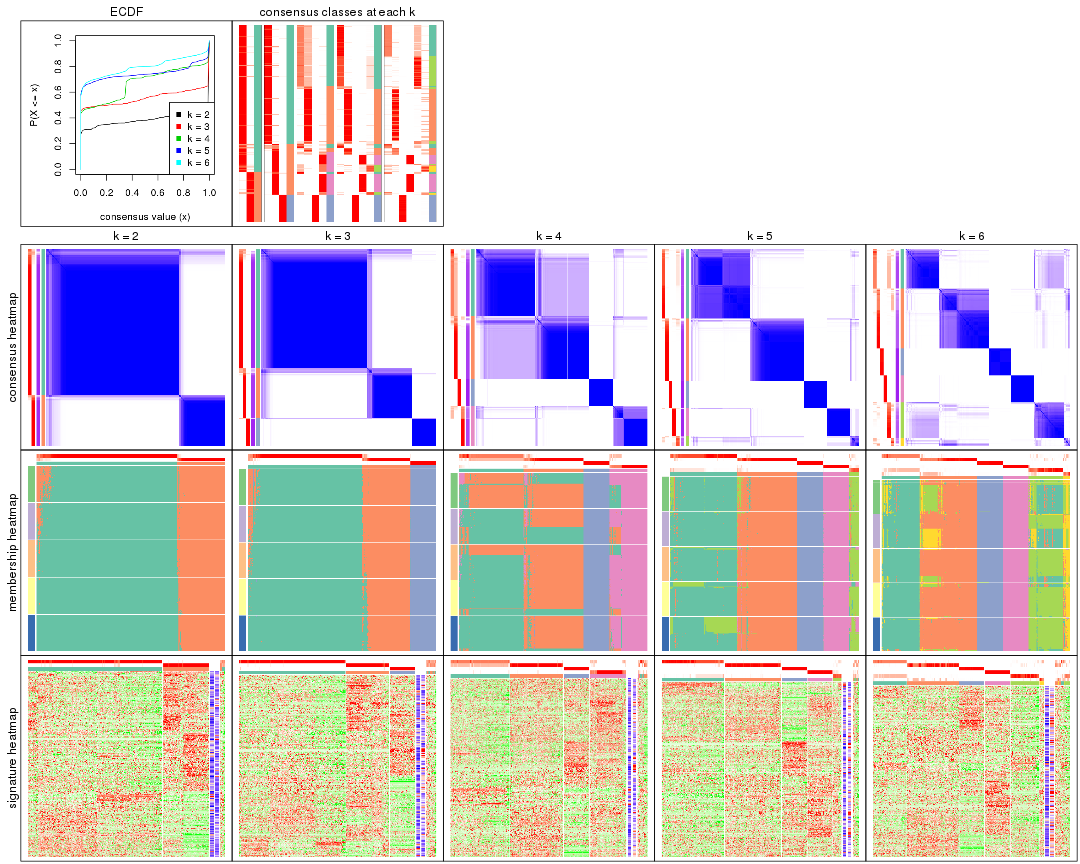 ECDF
consensus classes at each k
P(X <= x)
0.0 0.2 0.4 0.6 0.8 1.0
k = 2
k = 3
k = 4
k = 5
k = 6
0.0 0.2 0.4 0.6 0.8 1.0
consensus value (x)
k = 2 k = 3 k = 4 k = 5 k = 6
consensus heatmap
membership heatmap
signature heatmap